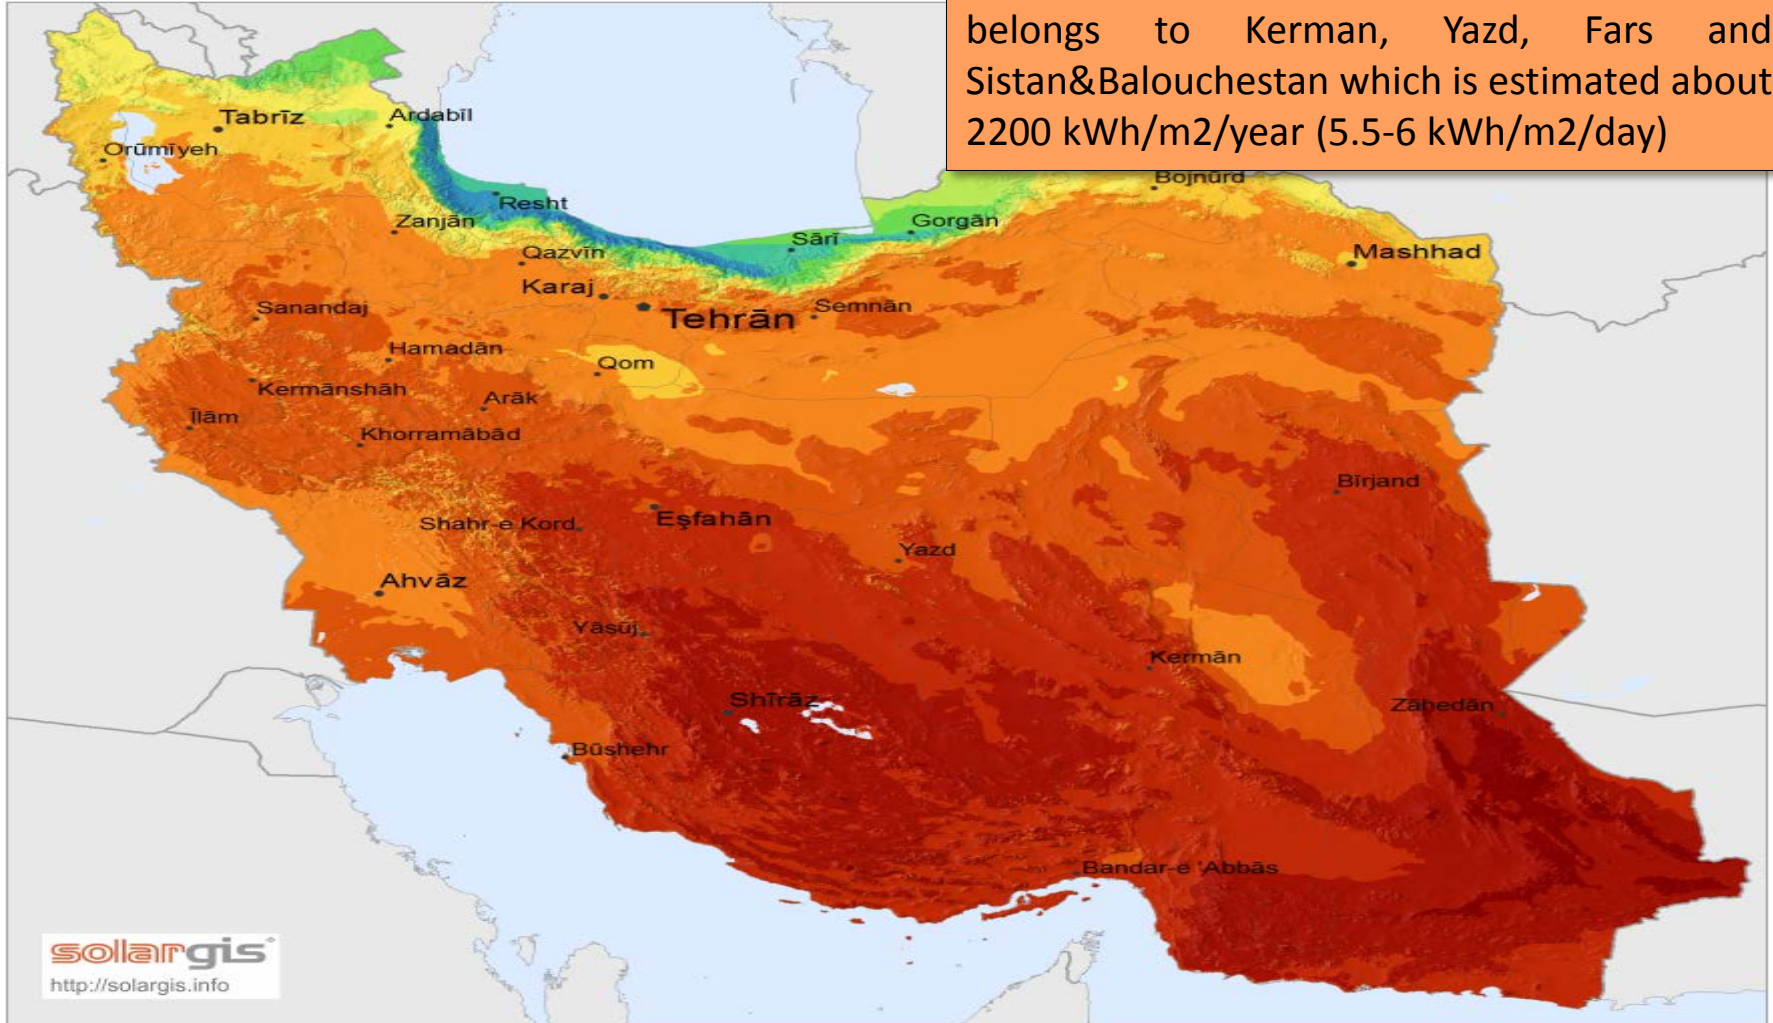 belongs to Kerman, Yazd, Fars and
Sistan&Balouchestan which is estimated about
2200 kWh/m2/year (5.5-6 kWh/m2/day)
Tabrīz
Ardabīl
Orūmīyeh
Bojnūrd
Resht
Zanjān
Gorgān
Sārī
Qazvīn
Mashhad
Karaj
Sanandaj
Tehrān
Semnān
Hamadān
Qom
Kermānshāh
Arāk
Īlām
Khorramābād
Bīrjand
Shahr-e Kord
Eşfahān
Yazd
Ahvāz
Yāsūj
Kermān
Shīrāz
Zāhedān
Būshehr
Bandar-e 'Abbās
solargis
http://solargis.info